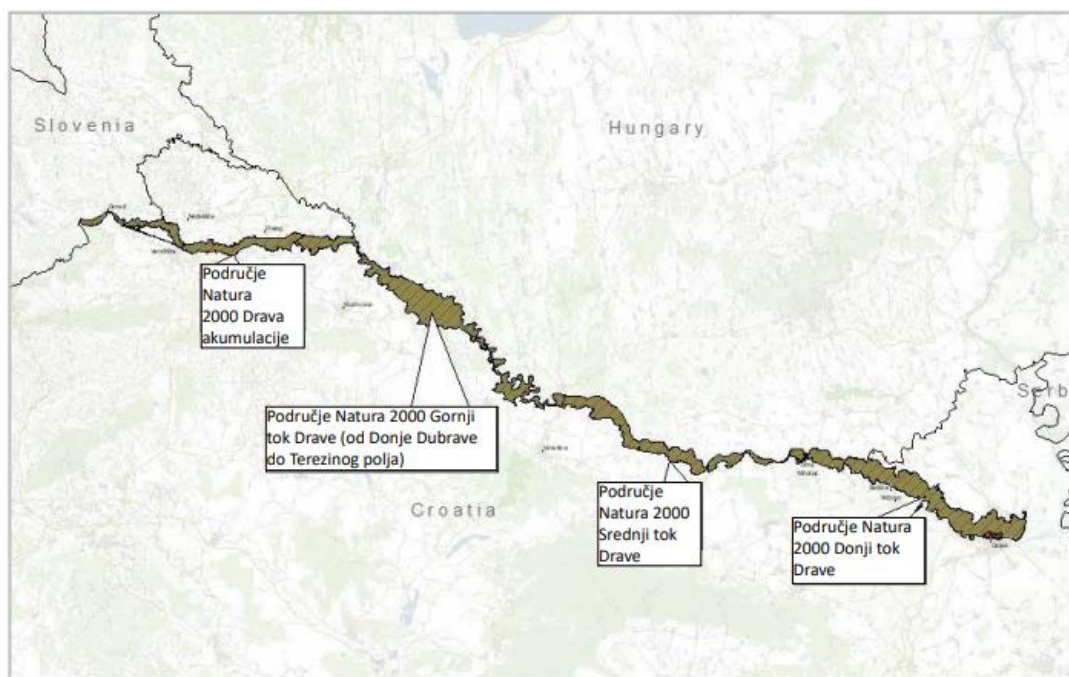 Slovenia
Hungary
Područje
Natura
2000 Drava
akumulacije
Serb
Područje Natura 2000 Gornji
tok Drave (od Donje Dubrave
do Terezinog polja)
Croatia
Područje
Natura 2000
Srednji tok
Drave
Područje Natura
2000 Donji tok
Drave